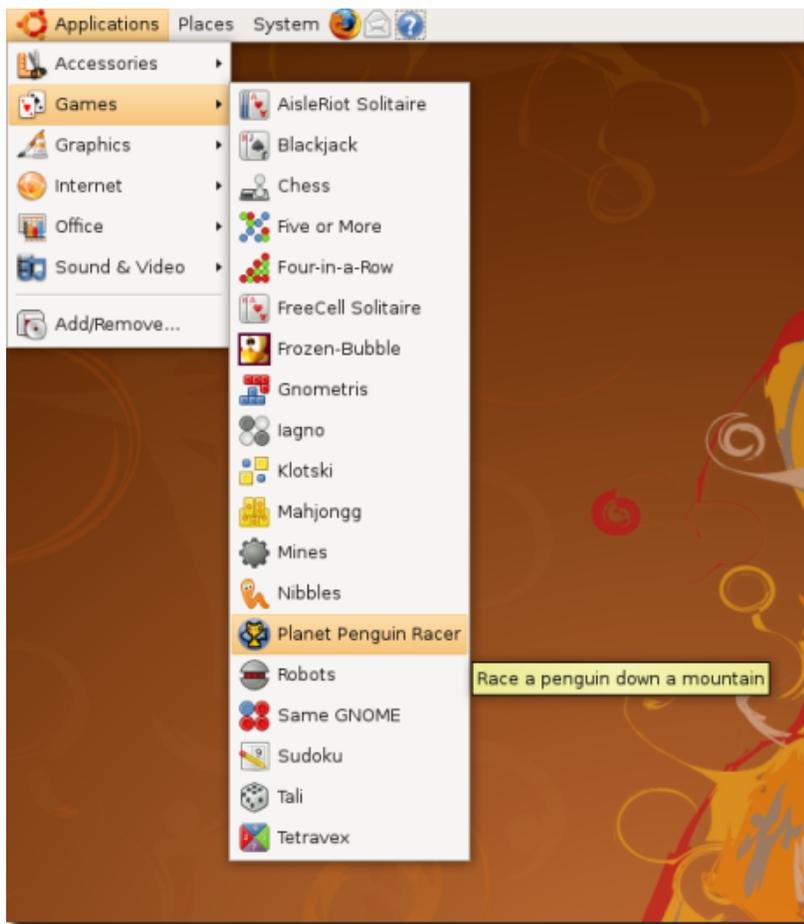 Applications Places System
Accessories
Games
Graphics
Internet
Office
Sound & Video
Add/Remove...
AisleRiot Solitaire
Blackjack
Chess
Five or More
Four-in-a-Row
FreeCell Solitaire
Frozen-Bubble
Gnometris
Iagno
Klotski
Mahjongg
Mines
Nibbles
Planet Penguin Racer
Robots
Same GNOME
Sudoku
Tali
Tetravex
Race a penguin down a mountain